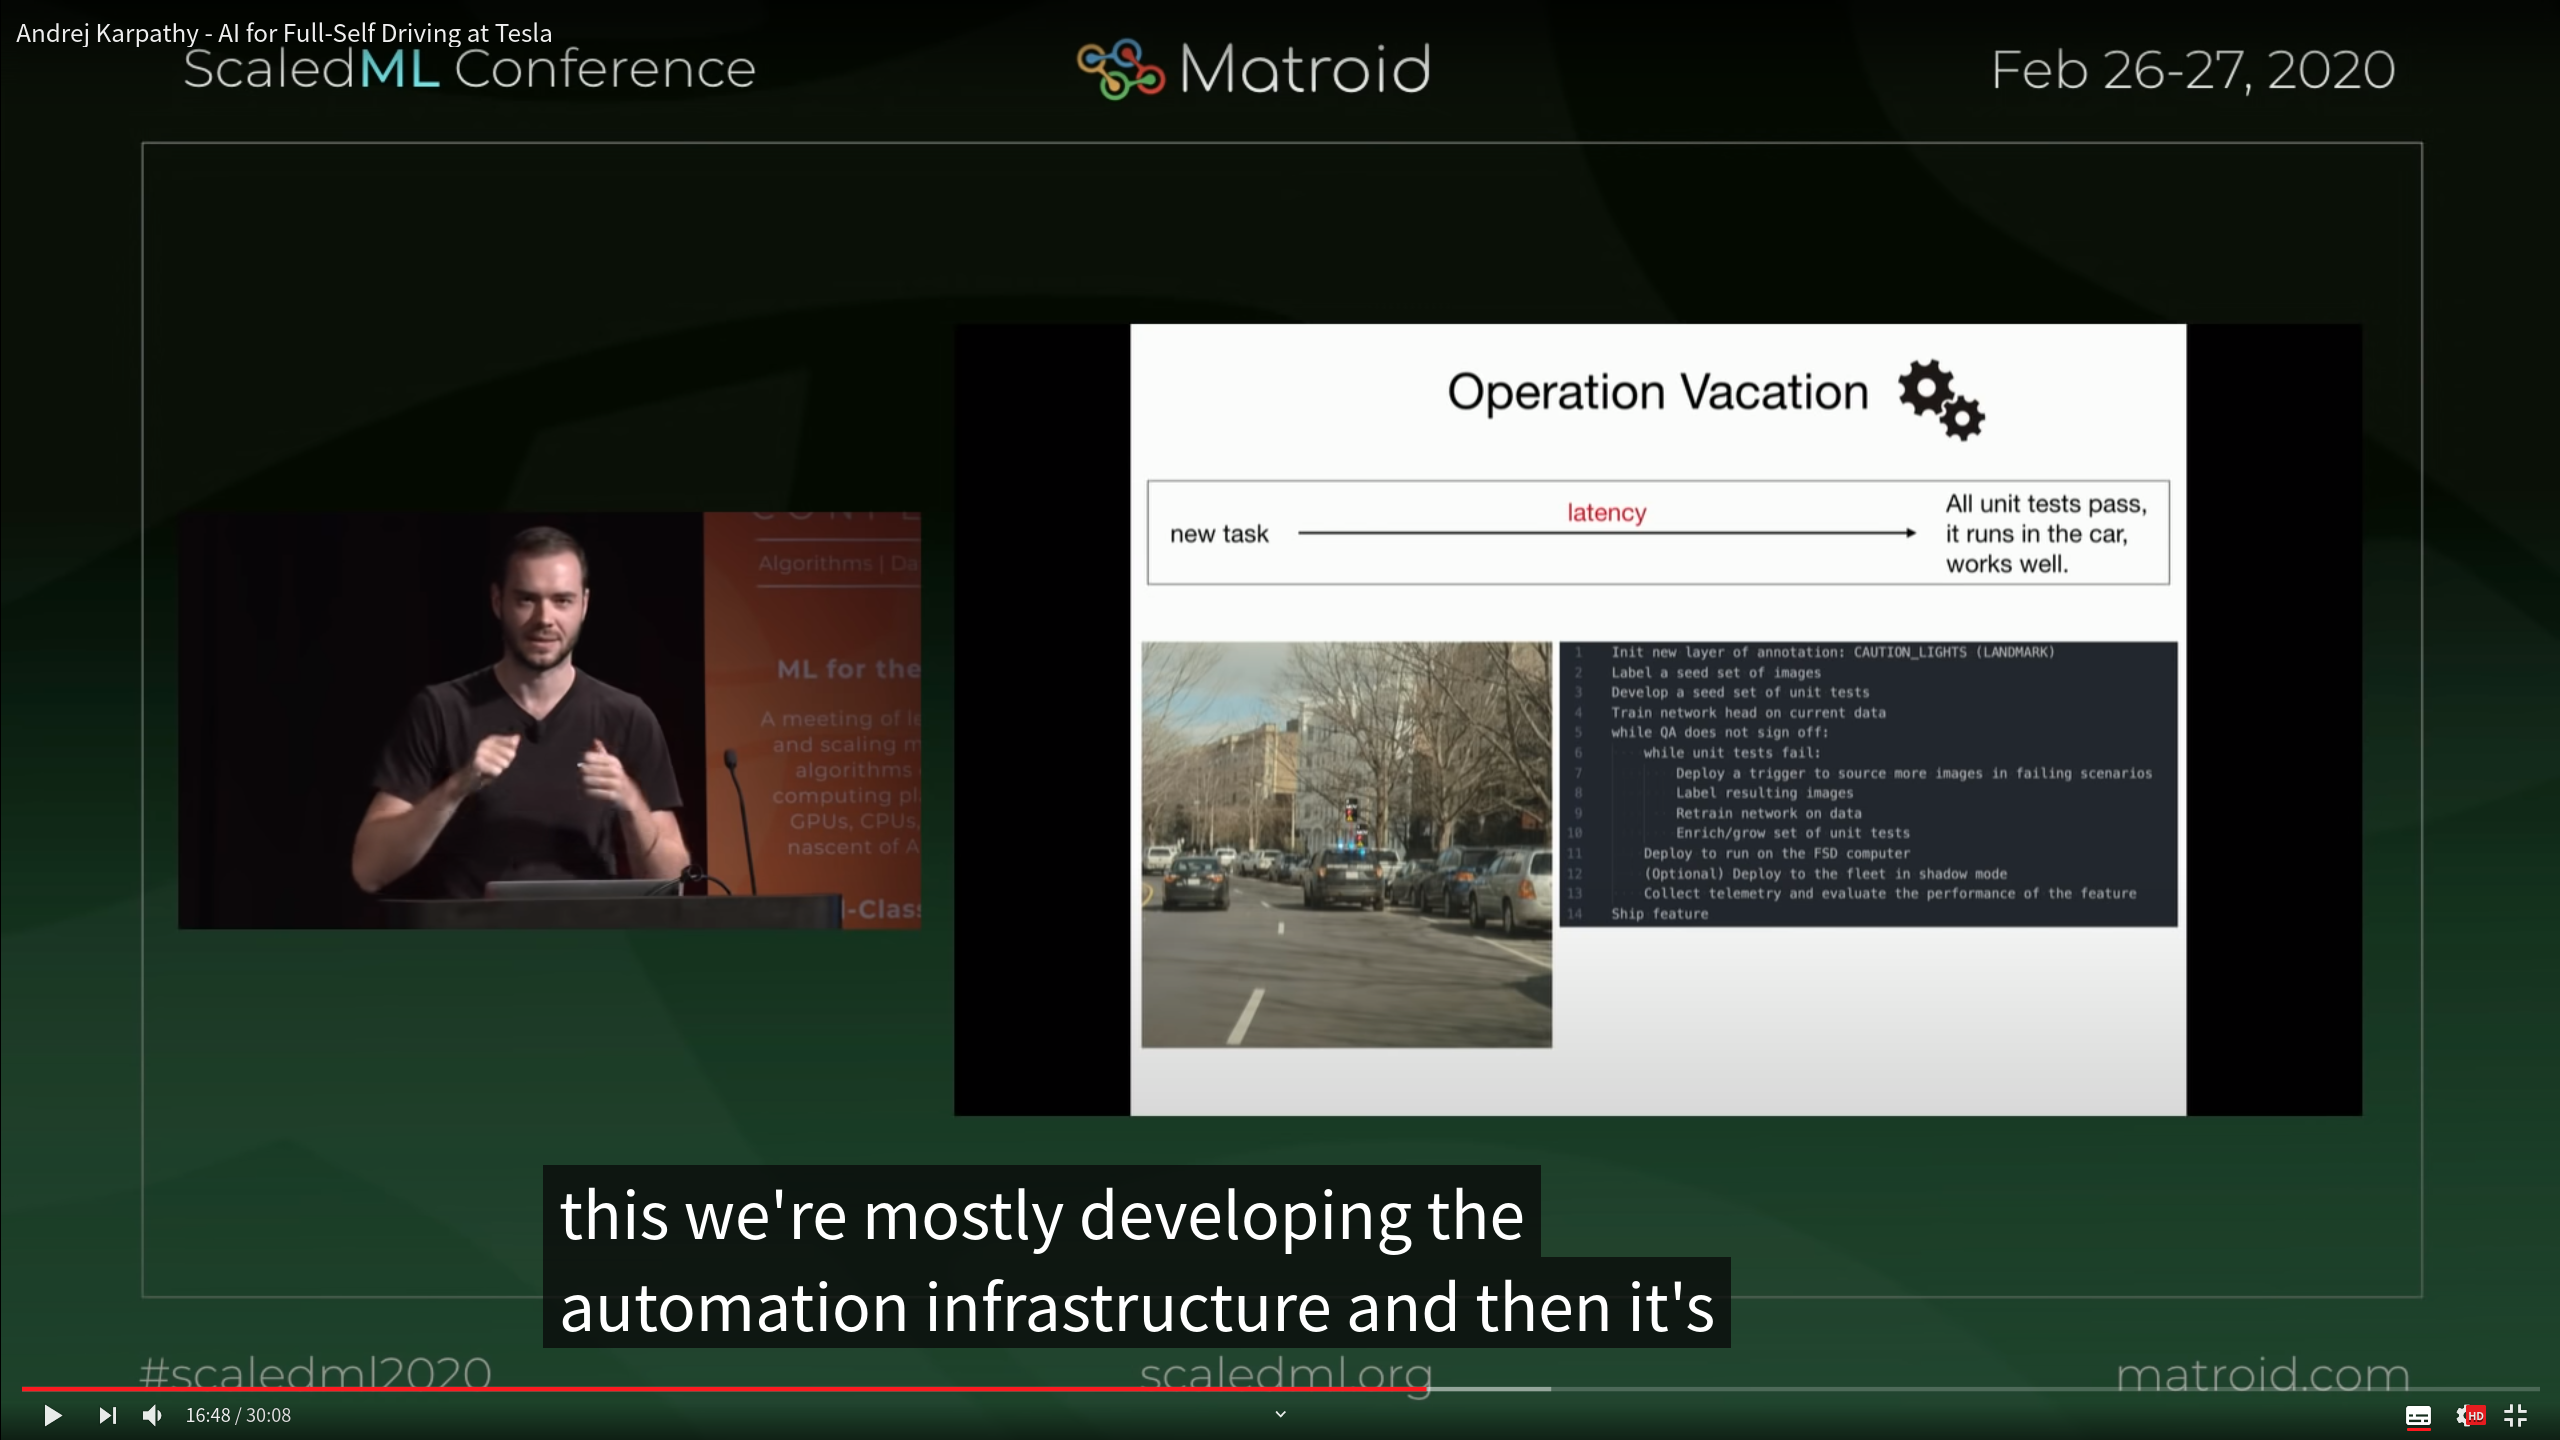 Andrej Karpathy - AI for Full-Self Driving at Tesla
ScaledML Conference
Matroid
Feb 26-27, 2020
Operation Vacation
new task
latency
All unit tests pass,
it runs in the car,
works well.
Algorithms | Da
ML for the
A meeting of le
and scaling m
algorithms
computing pl
GPUs, CPUs,
nascent of A
-Clas
1 Init new layer of annotation: CAUTION_LIGHTS (LANDMARK)
2 Label a seed set of images
3 Develop a seed set of unit tests
4 Train network head on current data
5 while QA does not sign off:
6 while unit tests fail:
7 Deploy a trigger to source more images in failing scenarios
8 Label resulting images
9 Retrain network on data
10 Enrich/grow set of unit tests
11 Deploy to run on the FSD computer
12 (Optional) Deploy to the fleet in shadow mode
13 Collect telemetry and evaluate the performance of the feature
14 Ship feature
this we're mostly developing the
automation infrastructure and then it's
#scaledml2020
scaledml.org
matroid.com
16:48 / 30:08
HD